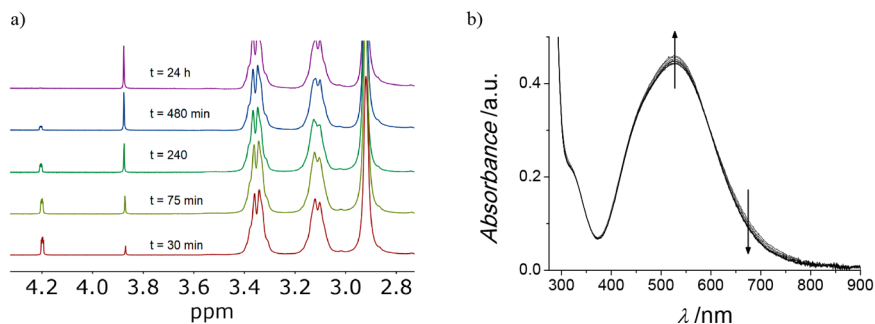 a)
t = 24 h
t = 480 min
t = 240
t = 75 min
t = 30 min
4.2 4.0 3.8 3.6 3.4 3.2 3.0 2.8
ppm
b)
Absorbance /a.u.
0.4
0.2
0.0
300 400 500 600 700 800 900
λ/nm